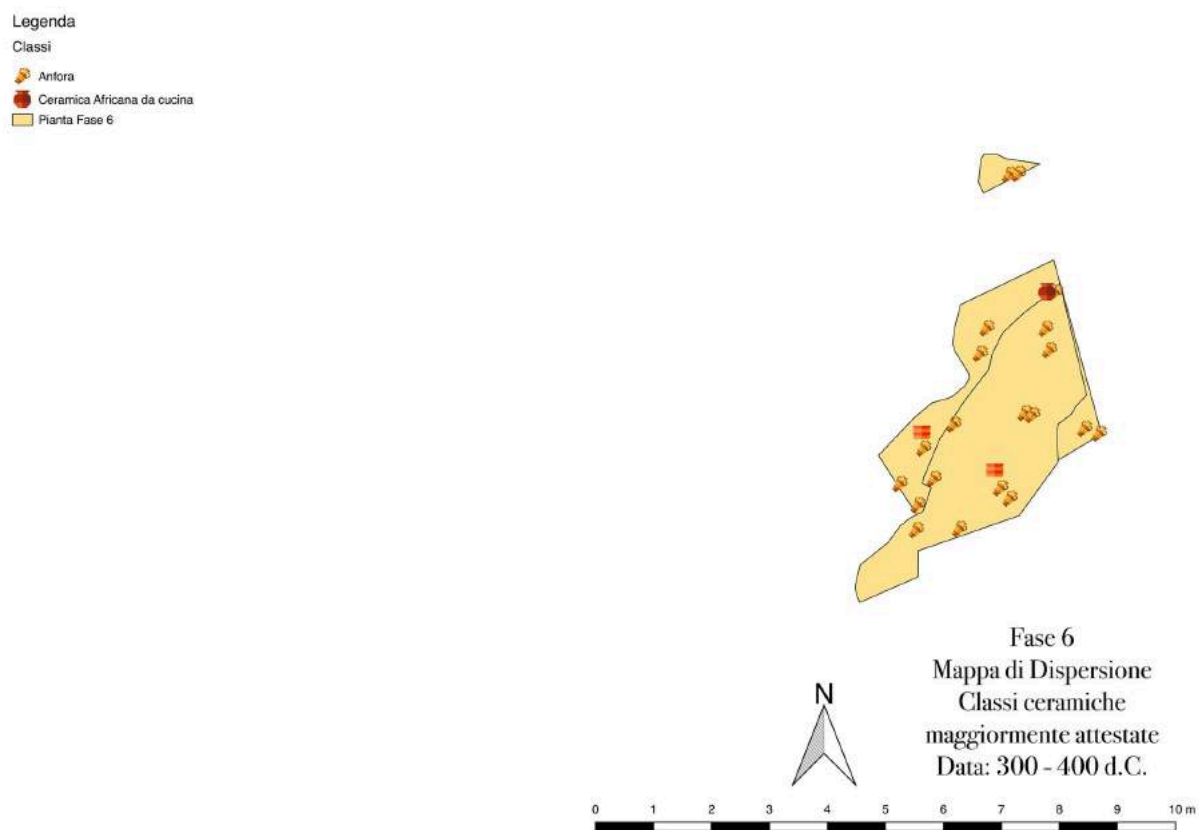 Legenda
Classi
Anfora
Ceramica Africana da cucina
Pianta Fase 6
Fase 6
Mappa di Dispersione
Classi ceramiche
maggiormente attestate
Data: 300 - 400 d.C.
N
0 1 2 3 4 5 6 7 8 9 10 m